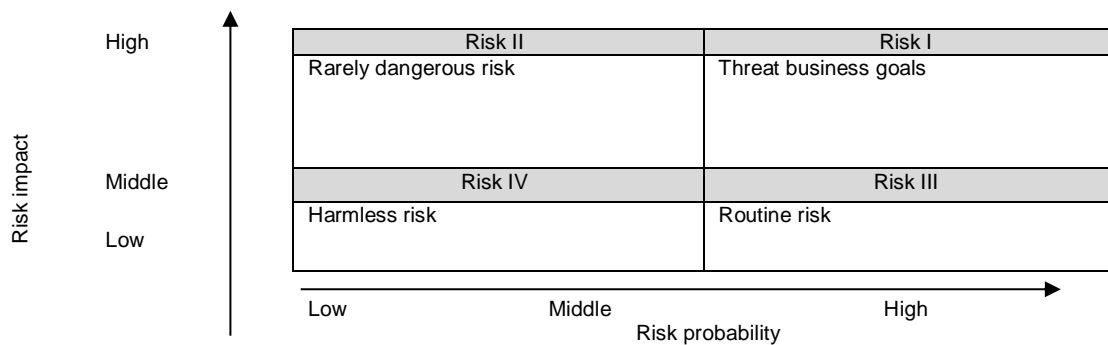 High
Risk II
Risk I
Rarely dangerous risk
Threat business goals
Risk impact
Middle
Risk IV
Risk III
Harmless risk
Routine risk
Low
Low
Middle
High
Risk probability